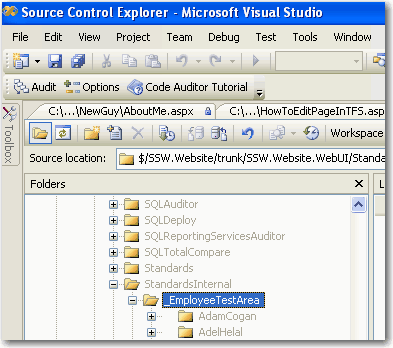 Source Control Explorer - Microsoft Visual Studio
File Edit View Project Team Debug Test Tools Window
Audit Options Code Auditor Tutorial
C:\...\NewGuy\AboutMe.aspx C:\...\HowToEditPageInTFS.asp
Toolbox
Workspace
Source location: $/SSW.Website/trunk/SSW.Website.WebUI/Standa
Folders
SQLAuditor
SQLDeploy
SQLReportingServicesAuditor
SQLTotalCompare
Standards
StandardsInternal
_EmployeeTestArea
AdamCogan
AdelHelal